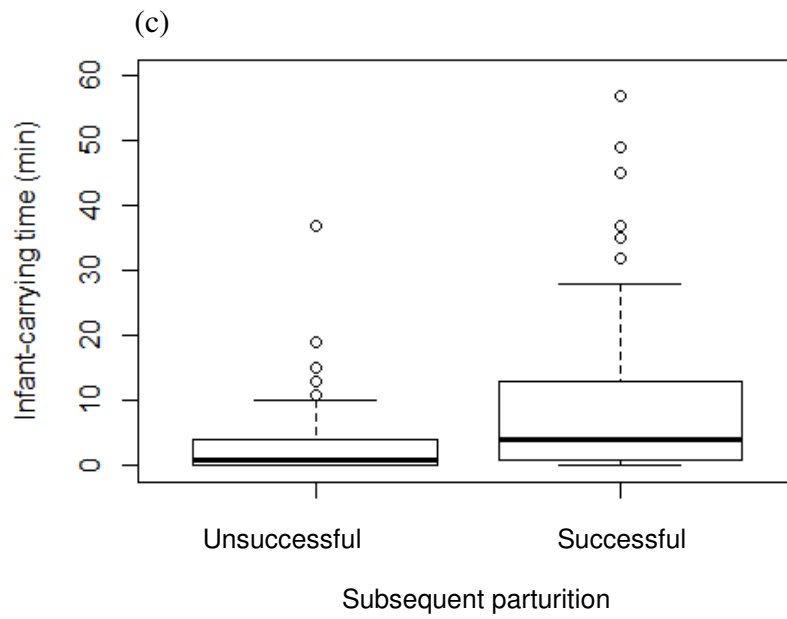 (c)
Infant-carrying time (min)
60
50
40
30
20
10
0
Unsuccessful Successful
Subsequent parturition